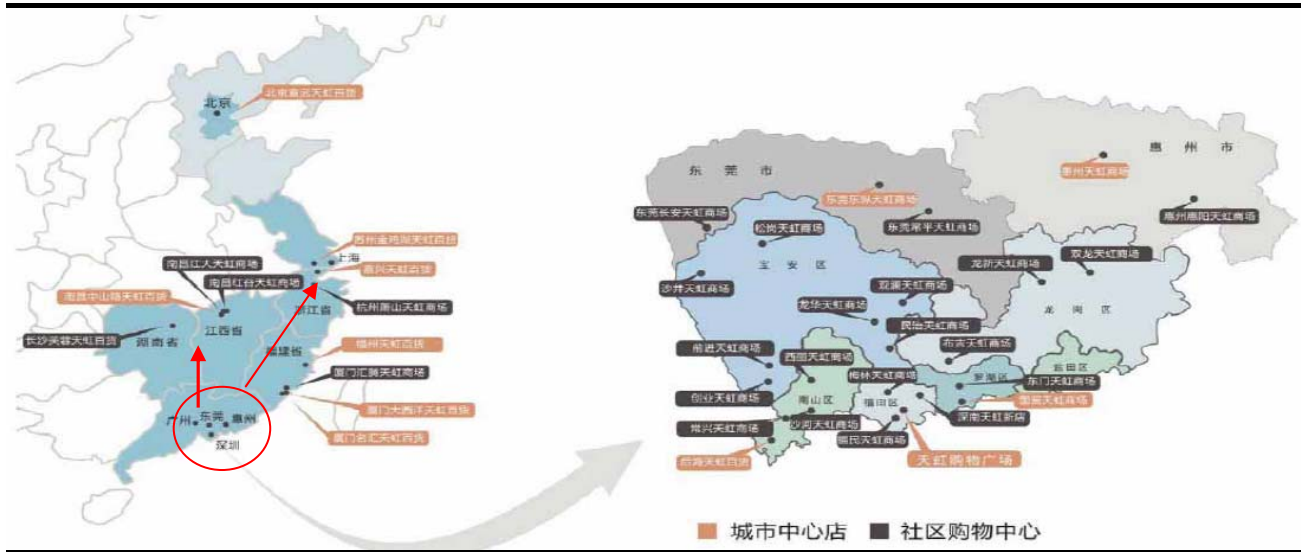 北京
北京宣武天虹百货
苏州金鸡湖天虹百货
上海
南昌江大天虹商场
嘉兴天虹百货
南昌红谷天虹商场
南昌中山路天虹百货
杭州萧山天虹商场
浙江省
江西省
长沙芙蓉天虹百货
湖南省
福州天虹百货
福建省
厦门汇腾天虹商场
厦门大西洋天虹百货
厦门名汇天虹百货
广州
东莞
惠州
深圳
惠州市
惠州天虹商场
东莞市
东莞乐纵天虹商场
惠州惠阳天虹商场
东莞长安天虹商场
东莞常平天虹商场
松岗天虹商场
双龙天虹商场
宝安区
龙新天虹商场
沙井天虹商场
观澜天虹商场
龙华天虹商场
龙岗区
民治天虹商场
布吉天虹商场
前进天虹商场
西丽天虹商场
盐田区
梅林天虹商场
罗湖区
东门天虹商场
创业天虹商场
南山区
福田区
国贸天虹商场
常兴天虹商场
沙河天虹商场
深南天虹新店
国民天虹商场
后海天虹百货
天虹购物广场
城市中心店
社区购物中心